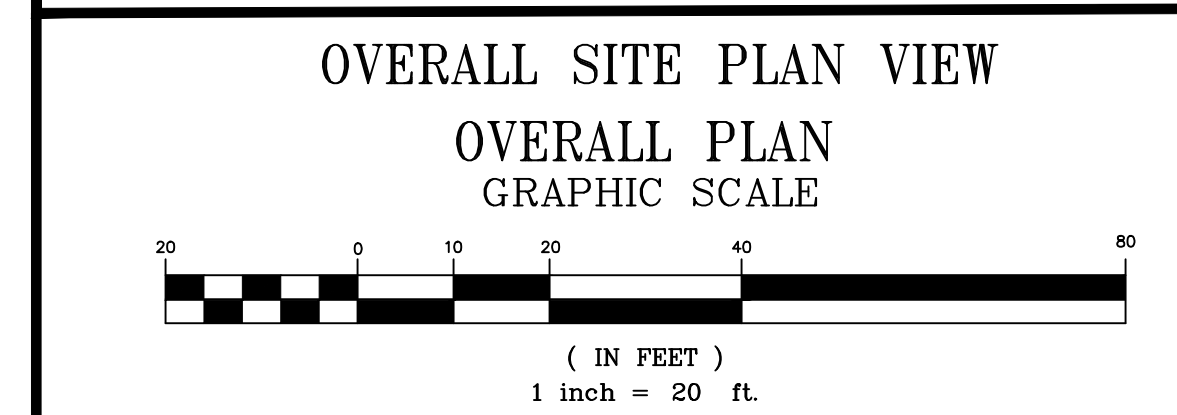 OVERALL SITE PLAN VIEW
OVERALL PLAN
GRAPHIC SCALE
20 0 10 20 40 80
( IN FEET )
1 inch = 20 ft.